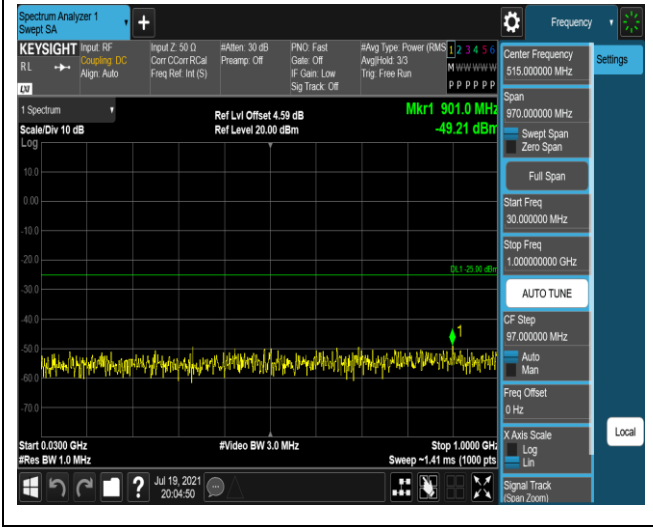 Spectrum Analyzer 1
Swept SA
Frequency
KEYSIGHT
RL
LXI
Input: RF
Coupling: DC
Align: Auto
Input Z: 50 Ω
Corr CCorr RCal
Freq Ref: Int (S)
#Atten: 30 dB
Preamp: Off
PNO: Fast
Gate: Off
IF Gain: Low
Sig Track: Off
#Avg Type: Power (RMS
Avg|Hold: 3/3
Trig: Free Run
1 2 3 4 5 6
M W W W W W
P P P P P P
1 Spectrum
Scale/Div 10 dB
Log
Ref Lvl Offset 4.59 dB
Ref Level 20.00 dBm
Mkr1 901.0 MHz
-49.21 dBm
10.0
0.00
-10.0
-20.0
DL1 -25.00 dBm
-30.0
-40.0
1
-50.0
-60.0
-70.0
Start 0.0300 GHz
#Video BW 3.0 MHz
Stop 1.0000 GHz
#Res BW 1.0 MHz
Sweep ~1.41 ms (1000 pts
?
Jul 19, 2021
20:04:50
Center Frequency
515.000000 MHz
Settings
Span
970.000000 MHz
Swept Span
Zero Span
Full Span
Start Freq
30.000000 MHz
Stop Freq
1.000000000 GHz
AUTO TUNE
CF Step
97.000000 MHz
Auto
Man
Freq Offset
0 Hz
X Axis Scale
Log
Lin
Local
Signal Track
(Span Zoom)